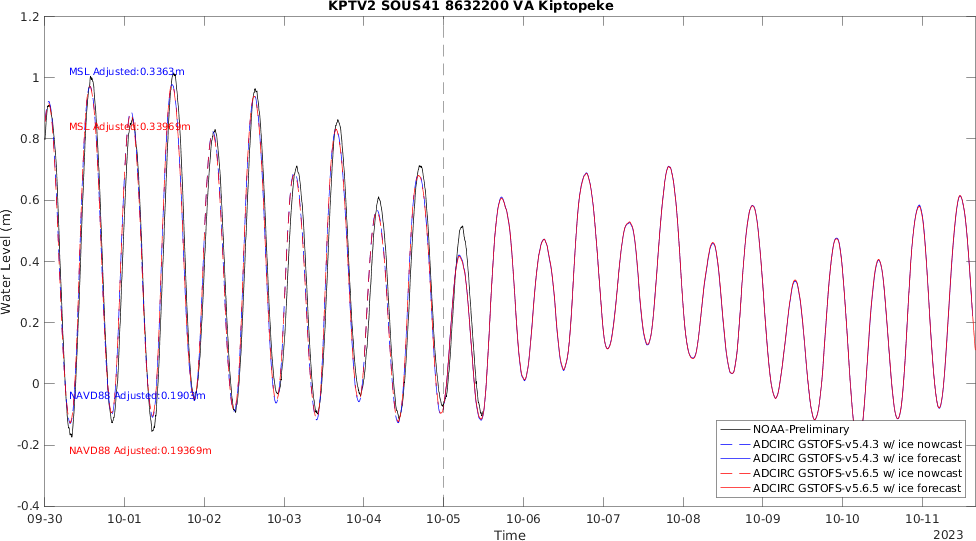 KPTV2 SOUS41 8632200 VA Kiptopeke
1.2
1
0.8
0.6
0.4
0.2
0
-0.2
-0.4
Water Level (m)
MSL Adjusted:0.3363m
MSL Adjusted:0.33969m
NAVD88 Adjusted:0.1903m
NAVD88 Adjusted:0.19369m
NOAA-Preliminary
ADCIRC GSTOFS-v5.4.3 w/ ice nowcast
ADCIRC GSTOFS-v5.4.3 w/ ice forecast
ADCIRC GSTOFS-v5.6.5 w/ ice nowcast
ADCIRC GSTOFS-v5.6.5 w/ ice forecast
09-30 10-01 10-02 10-03 10-04 10-05 10-06 10-07 10-08 10-09 10-10 10-11
Time
2023